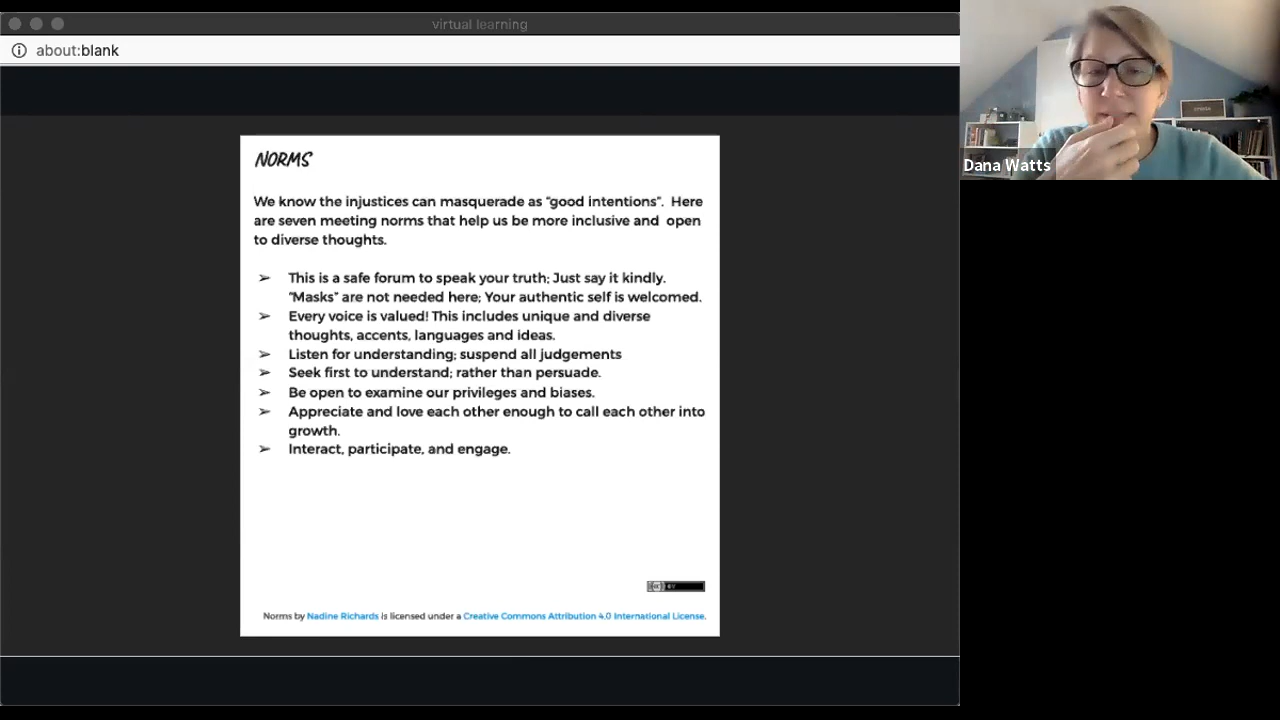 virtual learning
about:blank
NORMS
We know the injustices can masquerade as “good intentions”. Here
are seven meeting norms that help us be more inclusive and open
to diverse thoughts.
➢ This is a safe forum to speak your truth; Just say it kindly.
“Masks” are not needed here; Your authentic self is welcomed.
➢ Every voice is valued! This includes unique and diverse
thoughts, accents, languages and ideas.
➢ Listen for understanding; suspend all judgements
➢ Seek first to understand; rather than persuade.
➢ Be open to examine our privileges and biases.
➢ Appreciate and love each other enough to call each other into
growth.
➢ Interact, participate, and engage.
Norms by Nadine Richards is licensed under a Creative Commons Attribution 4.0 International License.
Dana Watts